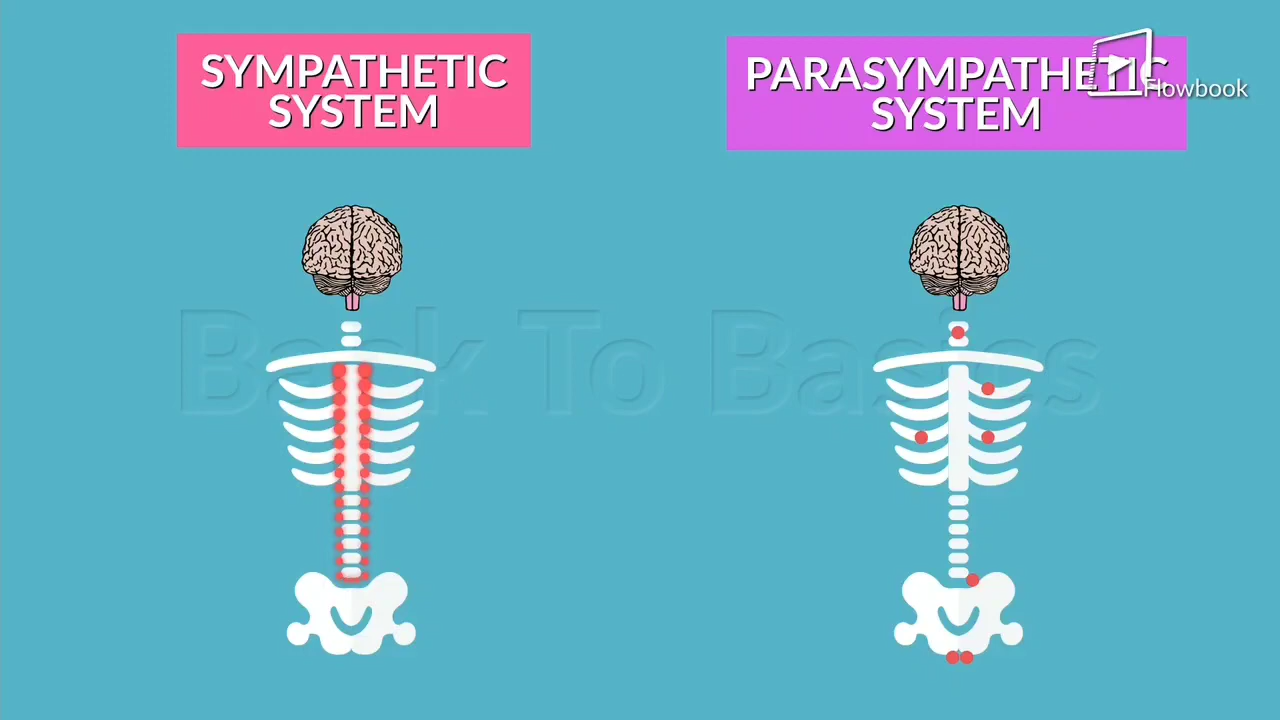 SYMPATHETIC
SYSTEM
PARASYMPATHETIC
SYSTEM
Flowbook
Back To Basics